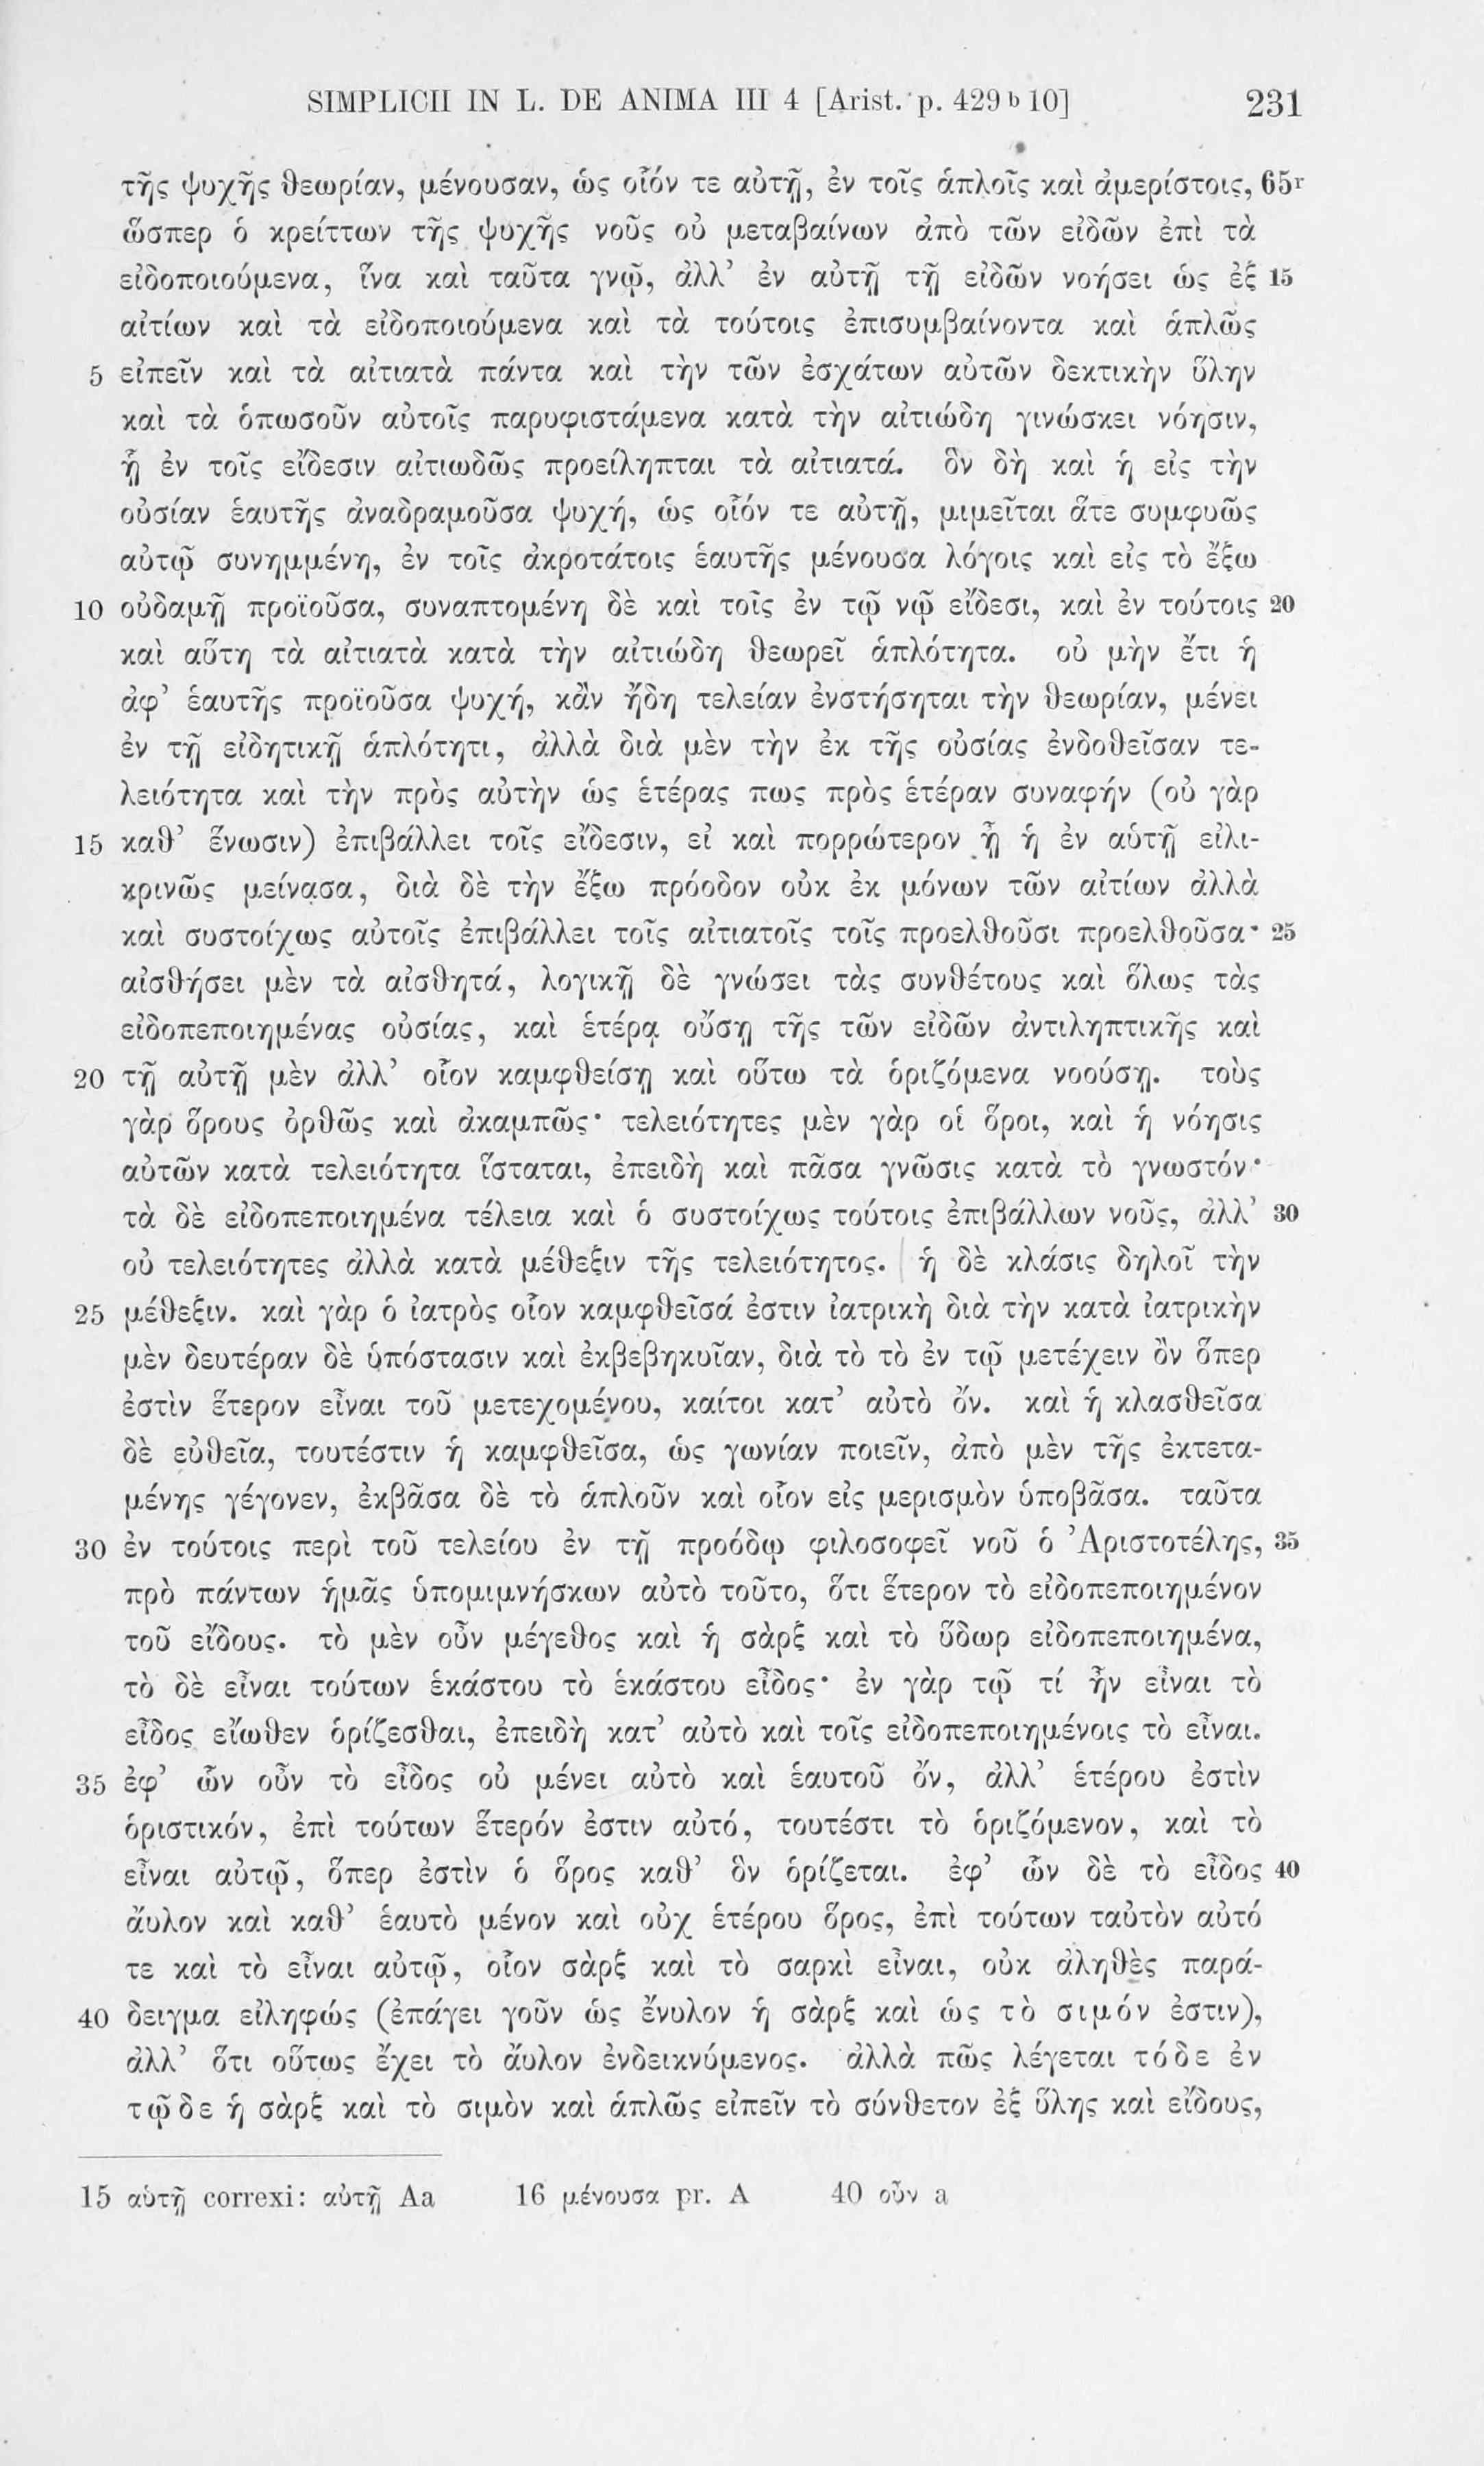 SIMPLICII IN L. DE ANIMA III 4 [Arist. p. 429 b 10] 231
τῆς ψυχῆς θεωρίαν, μένουσαν, ὡς οἷόν τε αὐτῇ, ἐν τοῖς ἁπλοῖς καὶ ἀμερίστοις, 65r
ὥσπερ ὁ κρείττων τῆς ψυχῆς νοῦς οὐ μεταβαίνων ἀπὸ τῶν εἰδῶν ἐπὶ τὰ
εἰδοποιούμενα, ἵνα καὶ ταῦτα γνῷ, ἀλλ’ ἐν αὐτῇ τῇ εἰδῶν νοήσει ὡς ἐξ 15
αἰτίων καὶ τὰ εἰδοποιούμενα καὶ τὰ τούτοις ἐπισυμβαίνοντα καὶ ἁπλῶς
5 εἰπεῖν καὶ τὰ αἰτιατὰ πάντα καὶ τὴν τῶν ἐσχάτων αὐτῶν δεκτικὴν ὕλην
καὶ τὰ ὁπωσοῦν αὐτοῖς παρυφιστάμενα κατὰ τὴν αἰτιώδη γινώσκει νόησιν,
ᾗ ἐν τοῖς εἴδεσιν αἰτιωδῶς προείληπται τὰ αἰτιατά. ὃν δὴ καὶ ἡ εἰς τὴν
οὐσίαν ἑαυτῆς ἀναδραμοῦσα ψυχή, ὡς οἷόν τε αὐτῇ, μιμεῖται ἅτε συμφυῶς
αὐτῷ συνημμένη, ἐν τοῖς ἀκροτάτοις ἑαυτῆς μένουσα λόγοις καὶ εἰς τὸ ἔξω
10 οὐδαμῇ προϊοῦσα, συναπτομένη δὲ καὶ τοῖς ἐν τῷ νῷ εἴδεσι, καὶ ἐν τούτοις 20
καὶ αὕτη τὰ αἰτιατὰ κατὰ τὴν αἰτιώδη θεωρεῖ ἁπλότητα. οὐ μὴν ἔτι ἡ
ἀφ’ ἑαυτῆς προϊοῦσα ψυχή, κἂν ἤδη τελείαν ἐνστήσηται τὴν θεωρίαν, μένει
ἐν τῇ εἰδητικῇ ἁπλότητι, ἀλλὰ διὰ μὲν τὴν ἐκ τῆς οὐσίας ἐνδοθεῖσαν τε-
λειότητα καὶ τὴν πρὸς αὐτὴν ὡς ἑτέρας πως πρὸς ἑτέραν συναφήν (οὐ γὰρ
15 καθ’ ἕνωσιν) ἐπιβάλλει τοῖς εἴδεσιν, εἰ καὶ πορρώτερον ἢ ἡ ἐν αὑτῇ εἰλι-
κρινῶς μείνασα, διὰ δὲ τὴν ἔξω πρόοδον οὐκ ἐκ μόνων τῶν αἰτίων ἀλλὰ
καὶ συστοίχως αὐτοῖς ἐπιβάλλει τοῖς αἰτιατοῖς τοῖς προελθοῦσι προελθοῦσα· 25
αἰσθήσει μὲν τὰ αἰσθητά, λογικῇ δὲ γνώσει τὰς συνθέτους καὶ ὅλως τὰς
εἰδοπεποιημένας οὐσίας, καὶ ἑτέρᾳ οὔσῃ τῆς τῶν εἰδῶν ἀντιληπτικῆς καὶ
20 τῇ αὐτῇ μὲν ἀλλ’ οἷον καμφθείσῃ καὶ οὕτω τὰ ὁριζόμενα νοούσῃ. τοὺς
γὰρ ὅρους ὀρθῶς καὶ ἀκαμπῶς· τελειότητες μὲν γὰρ οἱ ὅροι, καὶ ἡ νόησις
αὐτῶν κατὰ τελειότητα ἵσταται, ἐπειδὴ καὶ πᾶσα γνῶσις κατὰ τὸ γνωστόν·
τὰ δὲ εἰδοπεποιημένα τέλεια καὶ ὁ συστοίχως τούτοις ἐπιβάλλων νοῦς, ἀλλ’ 30
οὐ τελειότητες ἀλλὰ κατὰ μέθεξιν τῆς τελειότητος. ἡ δὲ κλάσις δηλοῖ τὴν
25 μέθεξιν. καὶ γὰρ ὁ ἰατρὸς οἷον καμφθεῖσά ἐστιν ἰατρικὴ διὰ τὴν κατὰ ἰατρικὴν
μὲν δευτέραν δὲ ὑπόστασιν καὶ ἐκβεβηκυῖαν, διὰ τὸ τὸ ἐν τῷ μετέχειν ὂν ὅπερ
ἐστὶν ἕτερον εἶναι τοῦ μετεχομένου, καίτοι κατ’ αὐτὸ ὄν. καὶ ἡ κλασθεῖσα
δὲ εὐθεῖα, τουτέστιν ἡ καμφθεῖσα, ὡς γωνίαν ποιεῖν, ἀπὸ μὲν τῆς ἐκτετα-
μένης γέγονεν, ἐκβᾶσα δὲ τὸ ἁπλοῦν καὶ οἷον εἰς μερισμὸν ὑποβᾶσα. ταῦτα
30 ἐν τούτοις περὶ τοῦ τελείου ἐν τῇ προόδῳ φιλοσοφεῖ νοῦ ὁ Ἀριστοτέλης, 35
πρὸ πάντων ἡμᾶς ὑπομιμνήσκων αὐτὸ τοῦτο, ὅτι ἕτερον τὸ εἰδοπεποιημένον
τοῦ εἴδους. τὸ μὲν οὖν μέγεθος καὶ ἡ σὰρξ καὶ τὸ ὕδωρ εἰδοπεποιημένα,
τὸ δὲ εἶναι τούτων ἑκάστου τὸ ἑκάστου εἶδος· ἐν γὰρ τῷ τί ἦν εἶναι τὸ
εἶδος εἴωθεν ὁρίζεσθαι, ἐπειδὴ κατ’ αὐτὸ καὶ τοῖς εἰδοπεποιημένοις τὸ εἶναι.
35 ἐφ’ ὧν οὖν τὸ εἶδος οὐ μένει αὐτὸ καὶ ἑαυτοῦ ὄν, ἀλλ’ ἑτέρου ἐστὶν
ὁριστικόν, ἐπὶ τούτων ἕτερόν ἐστιν αὐτό, τουτέστι τὸ ὁριζόμενον, καὶ τὸ
εἶναι αὐτῷ, ὅπερ ἐστὶν ὁ ὅρος καθ’ ὃν ὁρίζεται. ἐφ’ ὧν δὲ τὸ εἶδος 40
ἄυλον καὶ καθ’ ἑαυτὸ μένον καὶ οὐχ ἑτέρου ὅρος, ἐπὶ τούτων ταὐτὸν αὐτό
τε καὶ τὸ εἶναι αὐτῷ, οἷον σὰρξ καὶ τὸ σαρκὶ εἶναι, οὐκ ἀληθὲς παρά-
40 δειγμα εἰληφώς (ἐπάγει γοῦν ὡς ἔνυλον ἡ σὰρξ καὶ ὡς τὸ σιμόν ἐστιν),
ἀλλ’ ὅτι οὕτως ἔχει τὸ ἄυλον ἐνδεικνύμενος. ἀλλὰ πῶς λέγεται τόδε ἐν
τῷδε ἡ σὰρξ καὶ τὸ σιμὸν καὶ ἁπλῶς εἰπεῖν τὸ σύνθετον ἐξ ὕλης καὶ εἴδους,
15 αὑτῇ correxi: αὐτῇ Aa 16 μένουσα pr. A 40 οὖν a